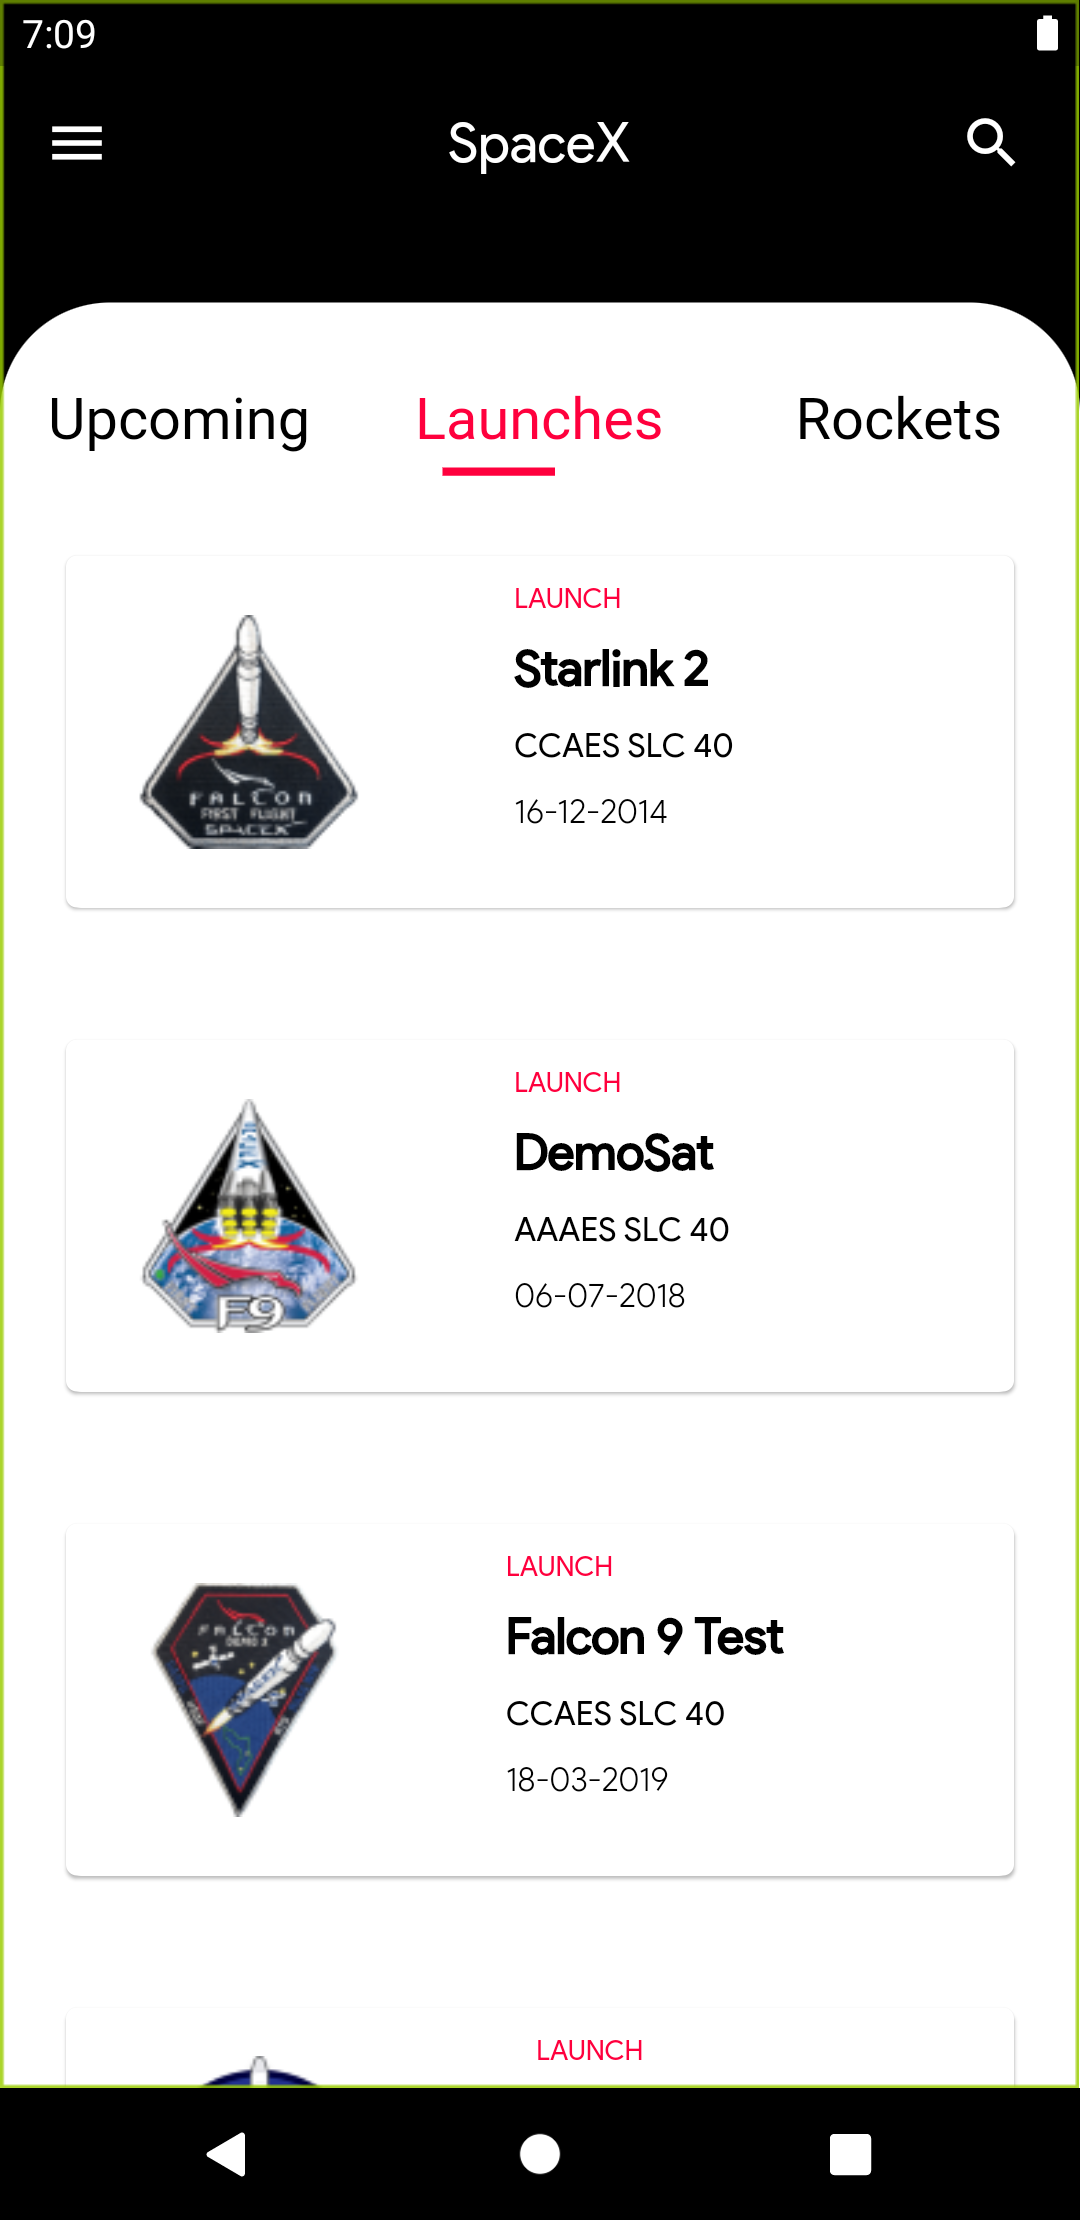 7:09
SpaceX
Upcoming Launches Rockets
LAUNCH
Starlink 2
CCAES SLC 40
16-12-2014
FALCON
FIRST FLIGHT
SPACEX
LAUNCH
DemoSat
AAAES SLC 40
06-07-2018
F9
LAUNCH
Falcon 9 Test
CCAES SLC 40
18-03-2019
FALCON
DEMO 2
LAUNCH